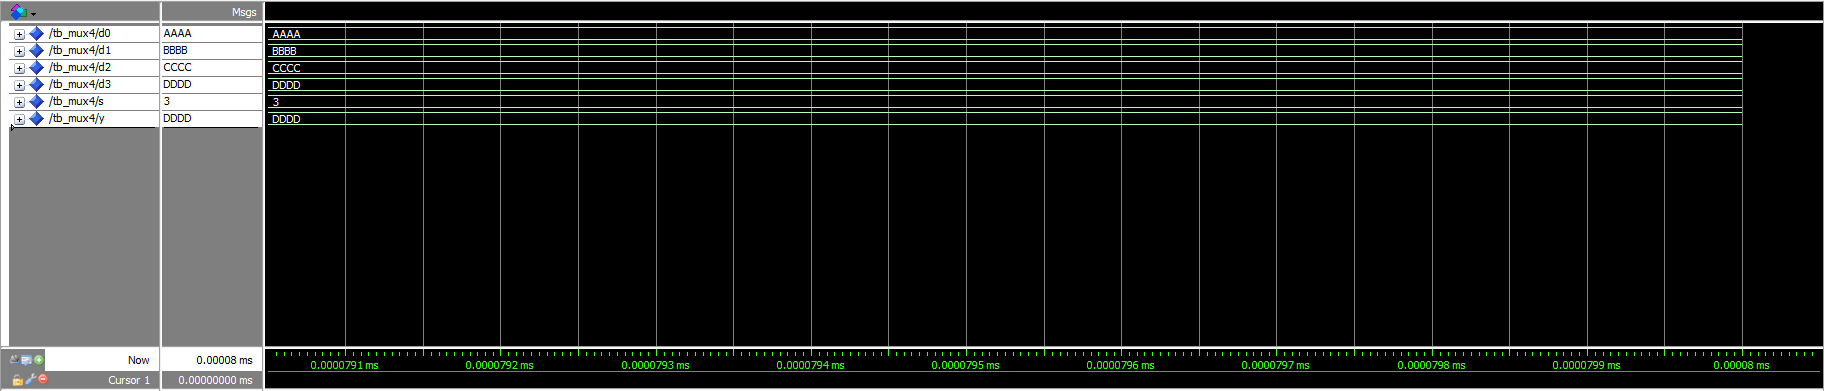 Msgs
/tb_mux4/d0 AAAA AAAA
/tb_mux4/d1 BBBB BBBB
/tb_mux4/d2 CCCC CCCC
/tb_mux4/d3 DDDD DDDD
/tb_mux4/s 3 3
/tb_mux4/y DDDD DDDD
Now 0.00008 ms
0.0000791 ms 0.0000792 ms 0.0000793 ms 0.0000794 ms 0.0000795 ms 0.0000796 ms 0.0000797 ms 0.0000798 ms 0.0000799 ms 0.00008 ms
Cursor 1 0.00000000 ms